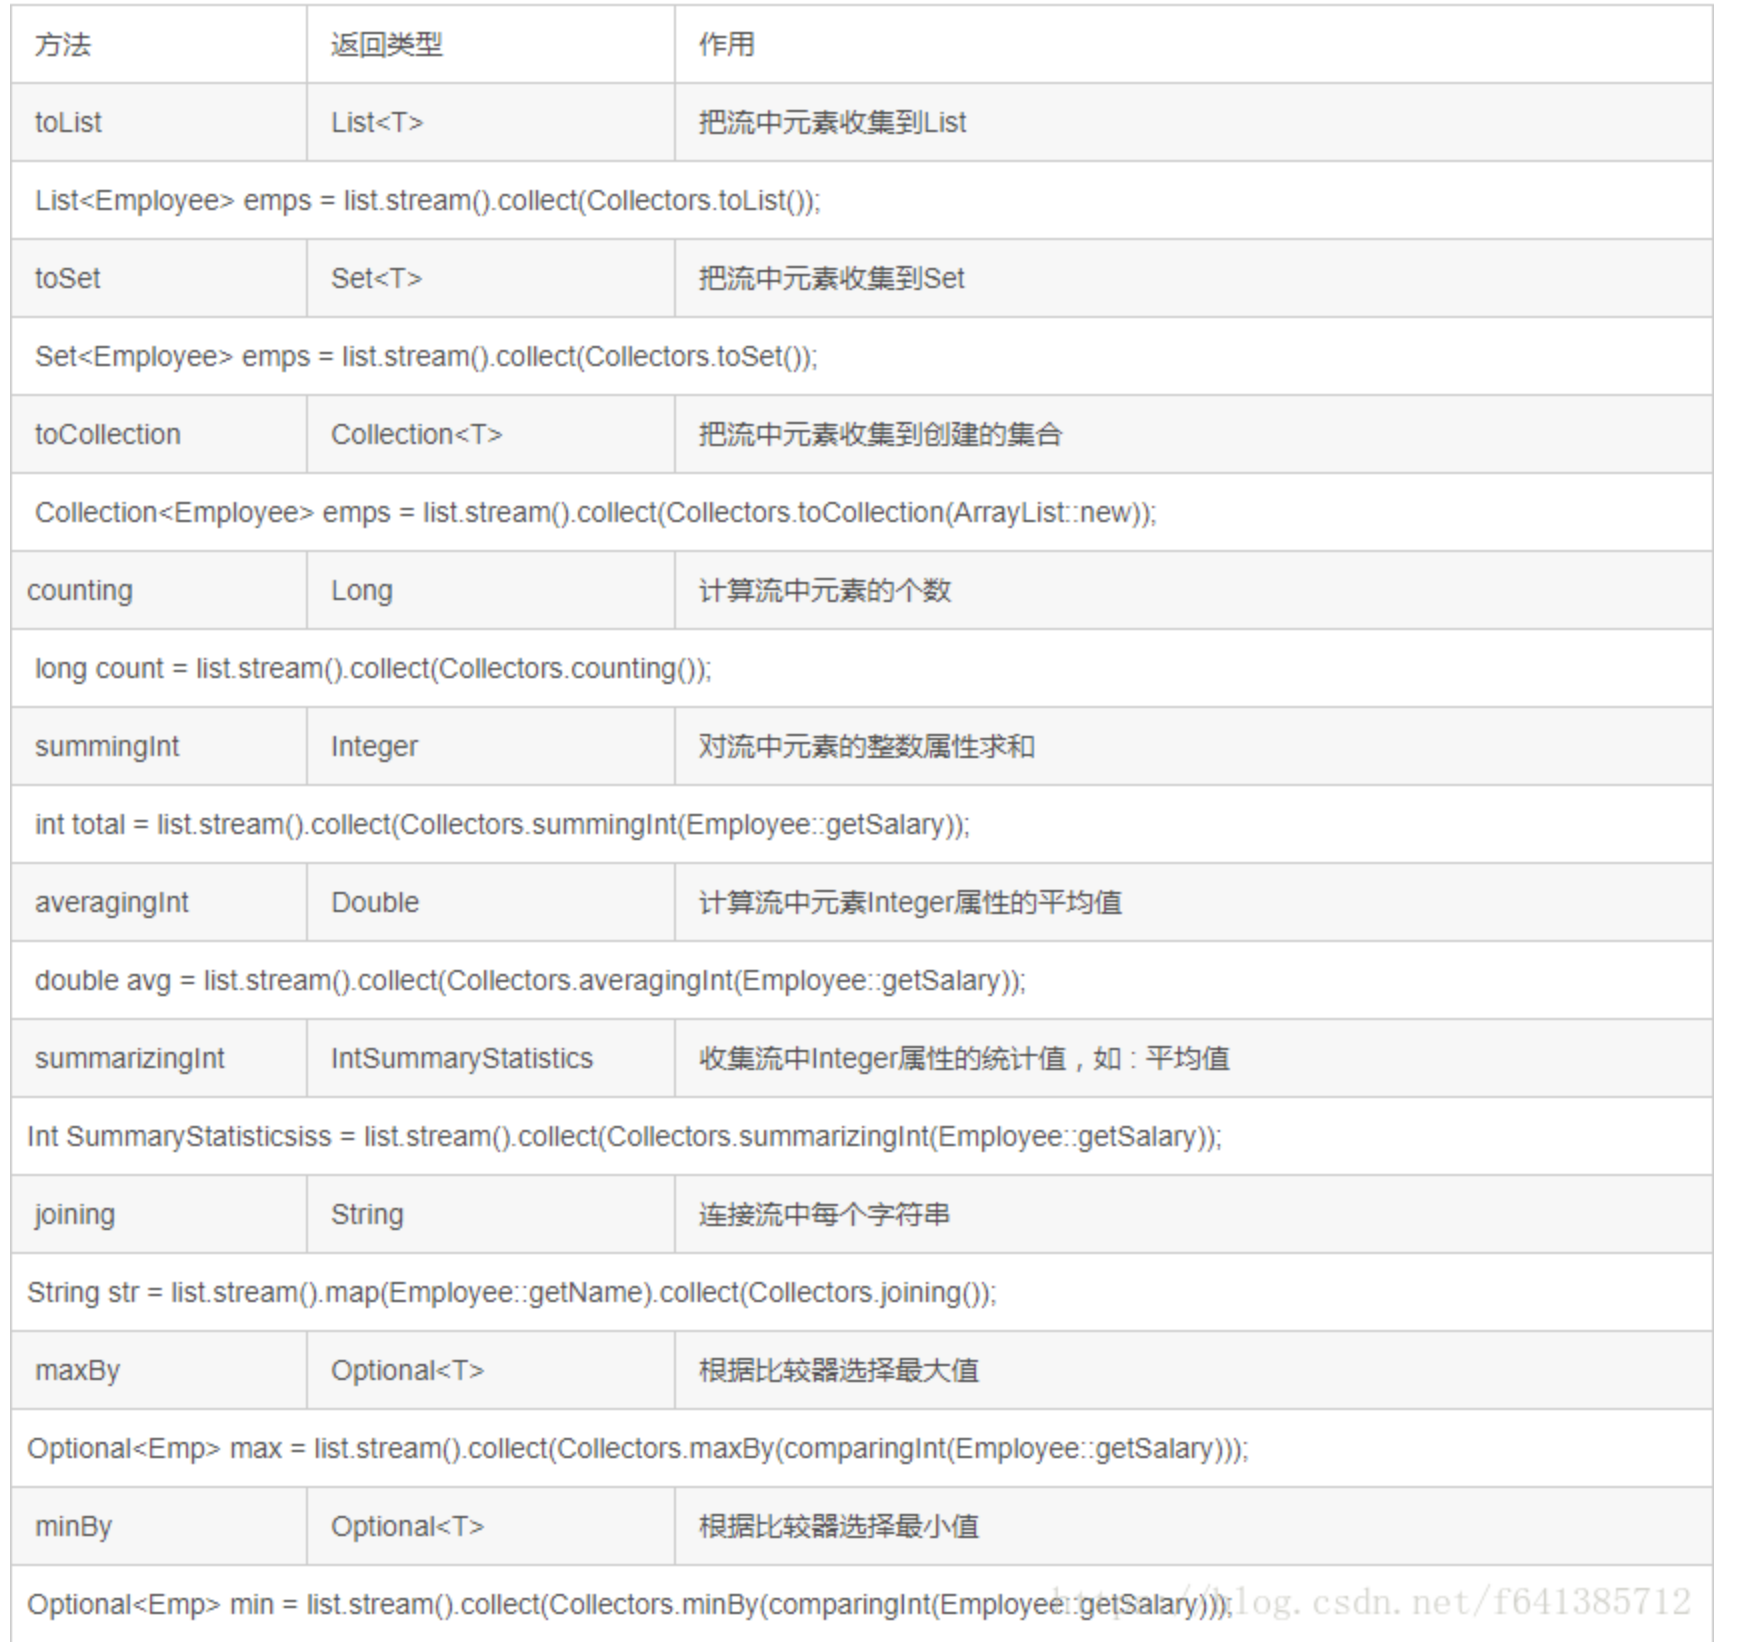 方法 返回类型 作用
toList List<T> 把流中元素收集到List
List<Employee> emps = list.stream().collect(Collectors.toList());
toSet Set<T> 把流中元素收集到Set
Set<Employee> emps = list.stream().collect(Collectors.toSet());
toCollection Collection<T> 把流中元素收集到创建的集合
Collection<Employee> emps = list.stream().collect(Collectors.toCollection(ArrayList::new));
counting Long 计算流中元素的个数
long count = list.stream().collect(Collectors.counting());
summingInt Integer 对流中元素的整数属性求和
int total = list.stream().collect(Collectors.summingInt(Employee::getSalary));
averagingInt Double 计算流中元素Integer属性的平均值
double avg = list.stream().collect(Collectors.averagingInt(Employee::getSalary));
summarizingInt IntSummaryStatistics 收集流中Integer属性的统计值，如：平均值
Int SummaryStatisticsiss = list.stream().collect(Collectors.summarizingInt(Employee::getSalary));
joining String 连接流中每个字符串
String str = list.stream().map(Employee::getName).collect(Collectors.joining());
maxBy Optional<T> 根据比较器选择最大值
Optional<Emp> max = list.stream().collect(Collectors.maxBy(comparingInt(Employee::getSalary)));
minBy Optional<T> 根据比较器选择最小值
Optional<Emp> min = list.stream().collect(Collectors.minBy(comparingInt(Employee::getSalary)));
https://blog.csdn.net/f641385712